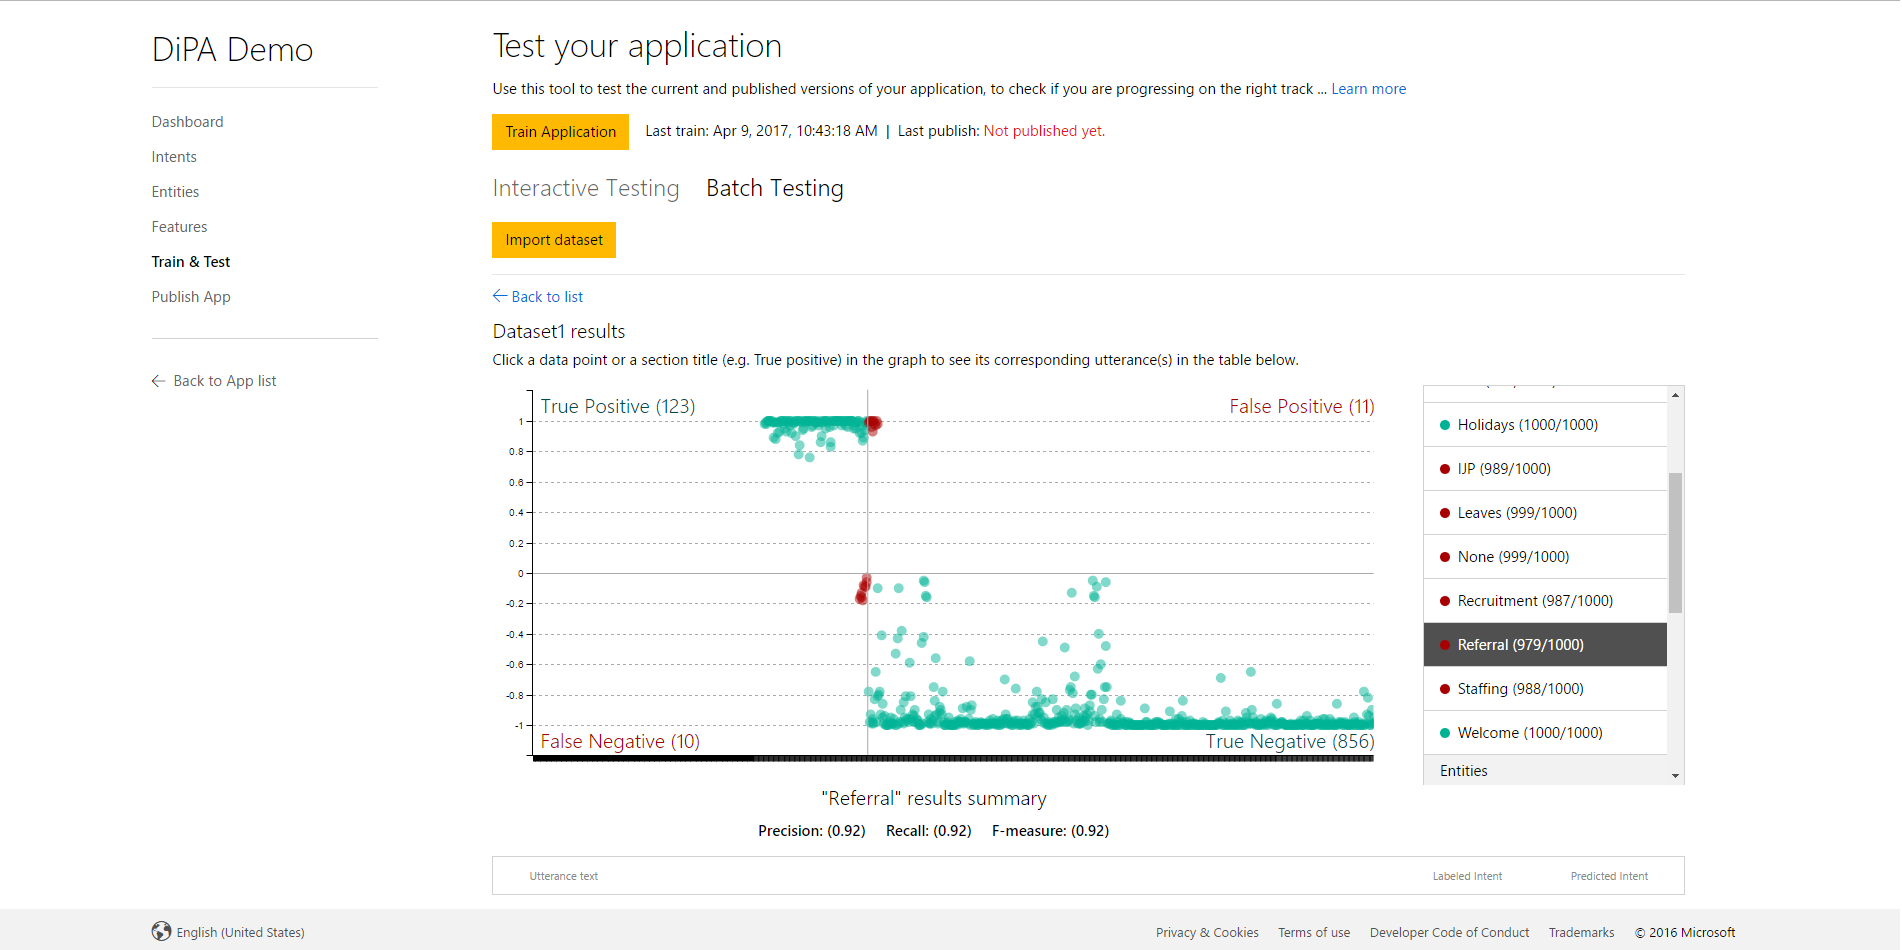 DiPA Demo
Dashboard
Intents
Entities
Features
Train & Test
Publish App
Back to App list
Test your application
Use this tool to test the current and published versions of your application, to check if you are progressing on the right track ... Learn more
Train Application Last train: Apr 9, 2017, 10:43:18 AM | Last publish: Not published yet.
Interactive Testing Batch Testing
Import dataset
Back to list
Dataset1 results
Click a data point or a section title (e.g. True positive) in the graph to see its corresponding utterance(s) in the table below.
True Positive (123) False Positive (11)
1
0.8
0.6
0.4
0.2
0
-0.2
-0.4
-0.6
-0.8
-1
False Negative (10) True Negative (856)
Holidays (1000/1000)
IJP (989/1000)
Leaves (999/1000)
None (999/1000)
Recruitment (987/1000)
Referral (979/1000)
Staffing (988/1000)
Welcome (1000/1000)
Entities
"Referral" results summary
Precision: (0.92) Recall: (0.92) F-measure: (0.92)
Utterance text Labeled Intent Predicted Intent
English (United States) Privacy & Cookies Terms of use Developer Code of Conduct Trademarks © 2016 Microsoft